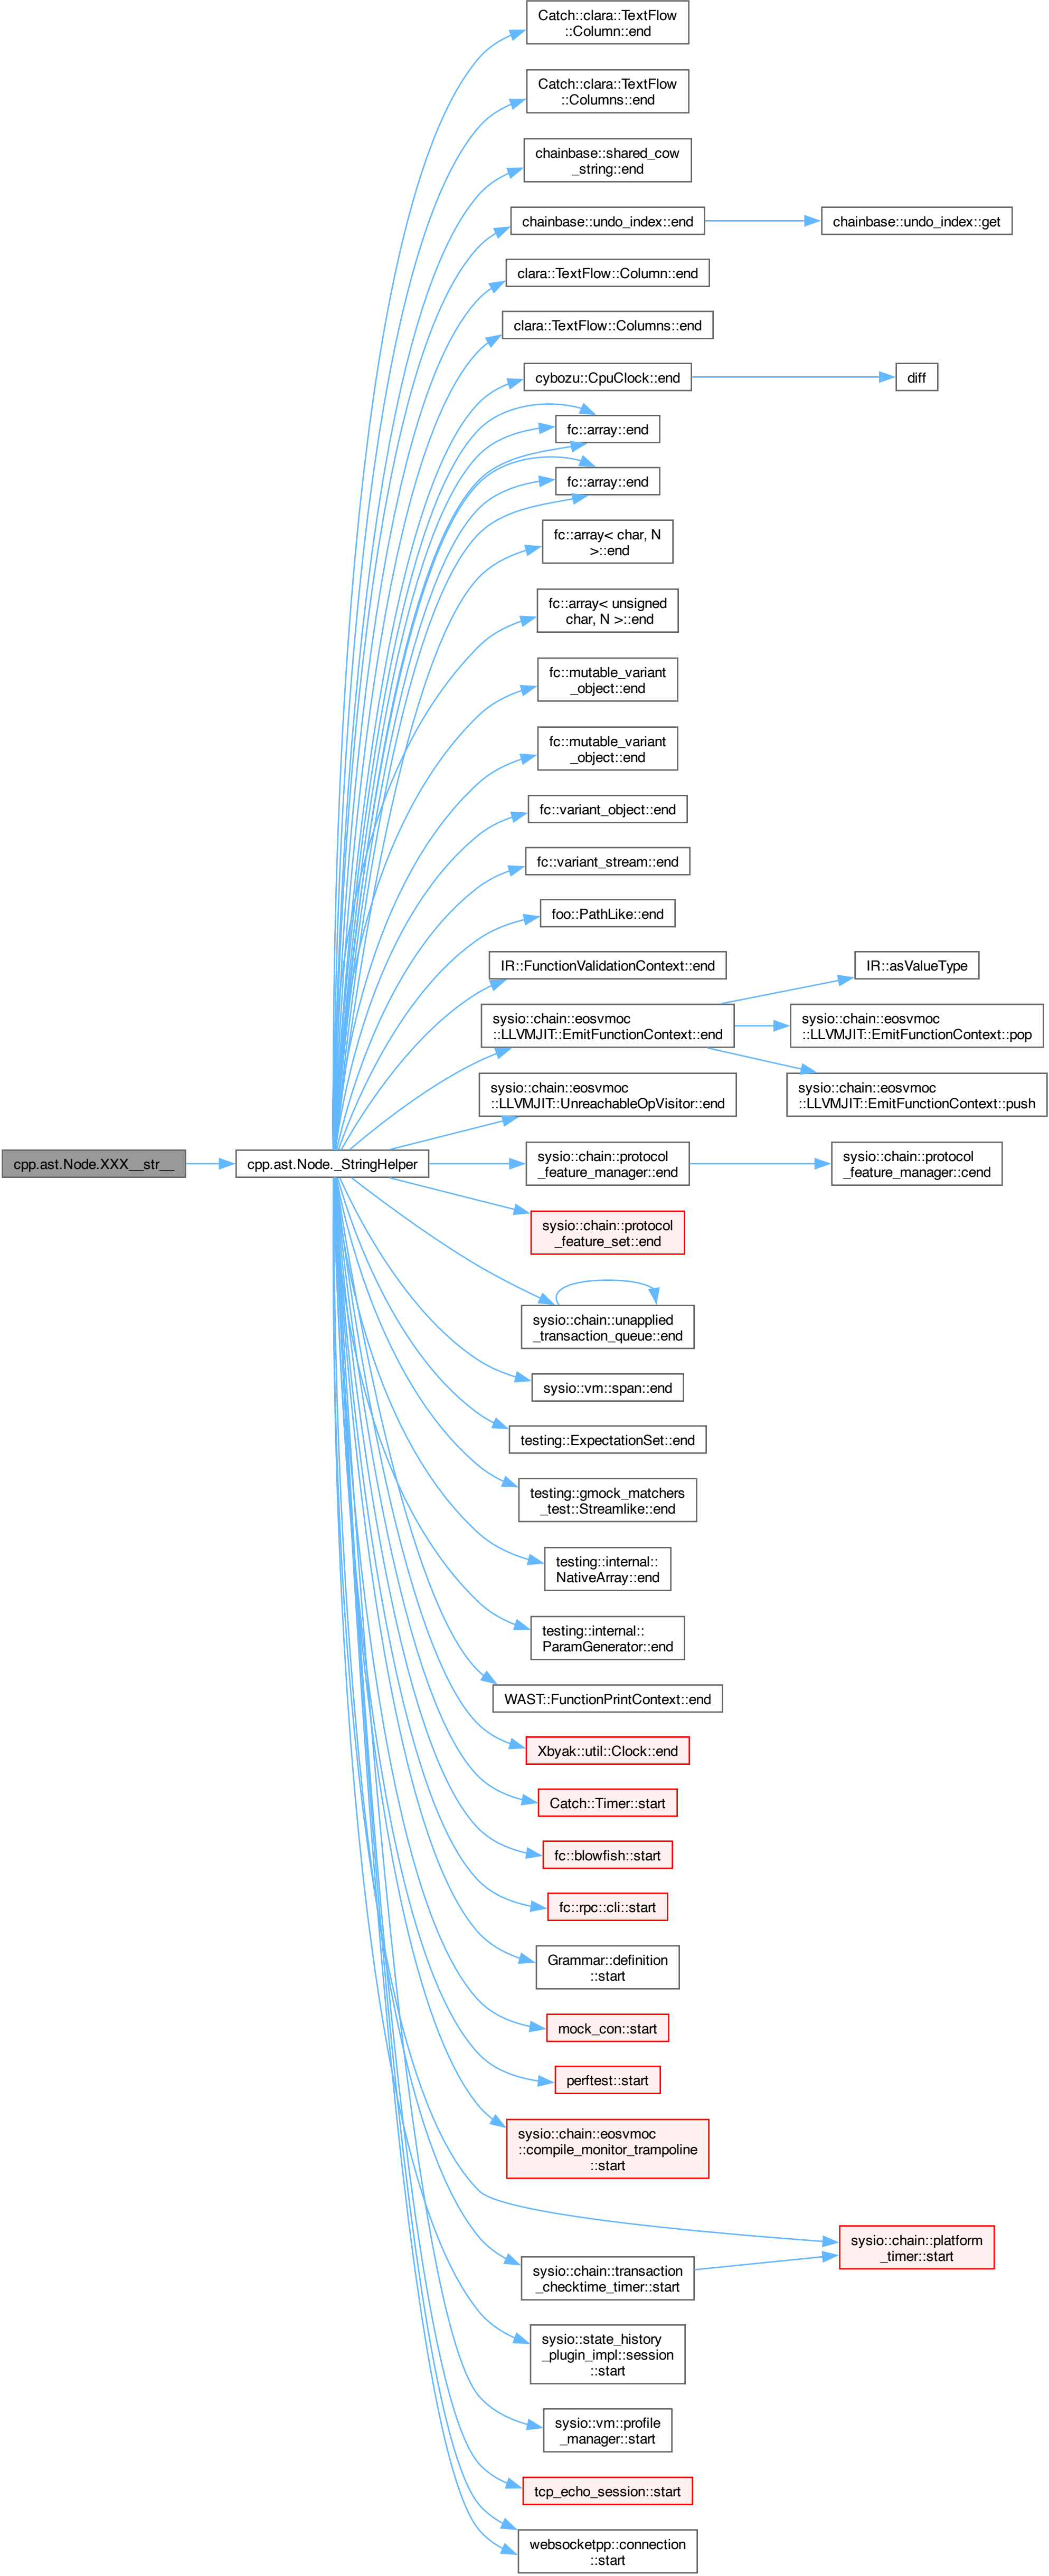 Catch::clara::TextFlow
::Column::end
Catch::clara::TextFlow
::Columns::end
chainbase::shared_cow
_string::end
chainbase::undo_index::end
chainbase::undo_index::get
clara::TextFlow::Column::end
clara::TextFlow::Columns::end
cybozu::CpuClock::end
diff
fc::array::end
fc::array::end
fc::array< char, N
>::end
fc::array< unsigned
char, N >::end
fc::mutable_variant
_object::end
fc::mutable_variant
_object::end
fc::variant_object::end
fc::variant_stream::end
foo::PathLike::end
IR::FunctionValidationContext::end
IR::asValueType
sysio::chain::eosvmoc
::LLVMJIT::EmitFunctionContext::end
sysio::chain::eosvmoc
::LLVMJIT::EmitFunctionContext::pop
sysio::chain::eosvmoc
::LLVMJIT::EmitFunctionContext::push
sysio::chain::eosvmoc
::LLVMJIT::UnreachableOpVisitor::end
cpp.ast.Node.XXX__str__
cpp.ast.Node._StringHelper
sysio::chain::protocol
_feature_manager::end
sysio::chain::protocol
_feature_manager::cend
sysio::chain::protocol
_feature_set::end
sysio::chain::unapplied
_transaction_queue::end
sysio::vm::span::end
testing::ExpectationSet::end
testing::gmock_matchers
_test::Streamlike::end
testing::internal::
NativeArray::end
testing::internal::
ParamGenerator::end
WAST::FunctionPrintContext::end
Xbyak::util::Clock::end
Catch::Timer::start
fc::blowfish::start
fc::rpc::cli::start
Grammar::definition
::start
mock_con::start
perftest::start
sysio::chain::eosvmoc
::compile_monitor_trampoline
::start
sysio::chain::platform
_timer::start
sysio::chain::transaction
_checktime_timer::start
sysio::state_history
_plugin_impl::session
::start
sysio::vm::profile
_manager::start
tcp_echo_session::start
websocketpp::connection
::start